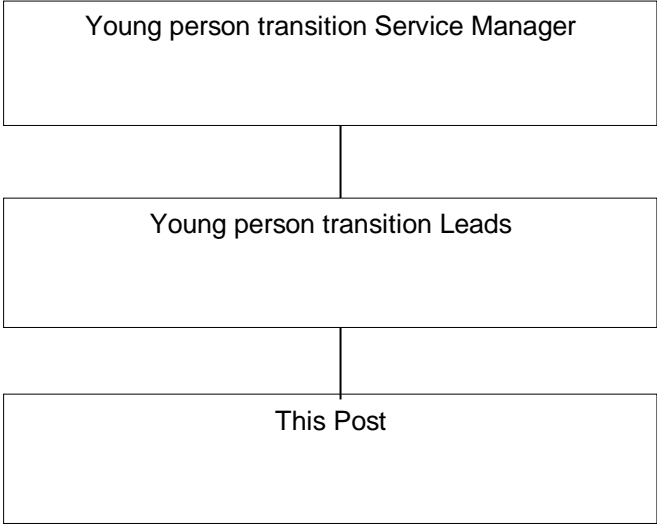 Young person transition Service Manager
Young person transition Leads
This Post